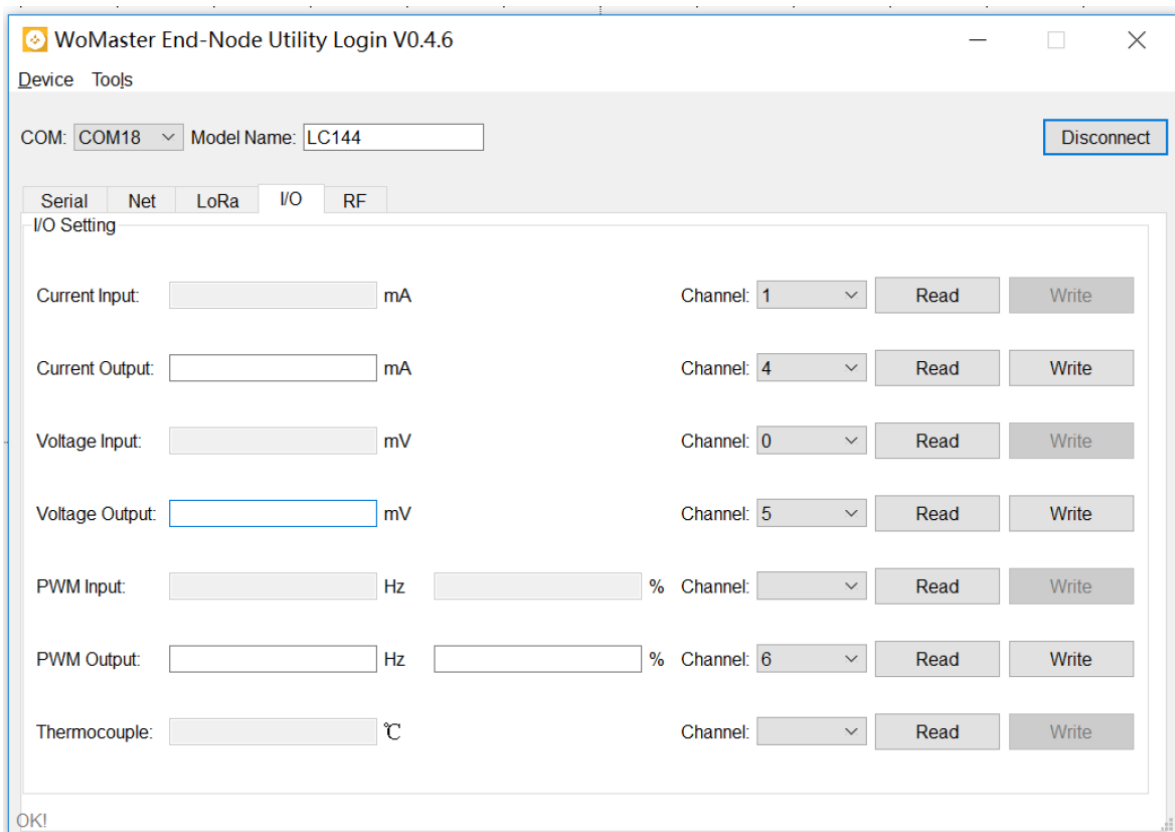 WoMaster End-Node Utility Login V0.4.6
Device Tools
COM: COM18 Model Name: LC144 Disconnect
Serial Net LoRa I/O RF
I/O Setting
Current Input: mA Channel: 1 Read Write
Current Output: mA Channel: 4 Read Write
Voltage Input: mV Channel: 0 Read Write
Voltage Output: mV Channel: 5 Read Write
PWM Input: Hz % Channel: Read Write
PWM Output: Hz % Channel: 6 Read Write
Thermocouple: ℃ Channel: Read Write
OK!